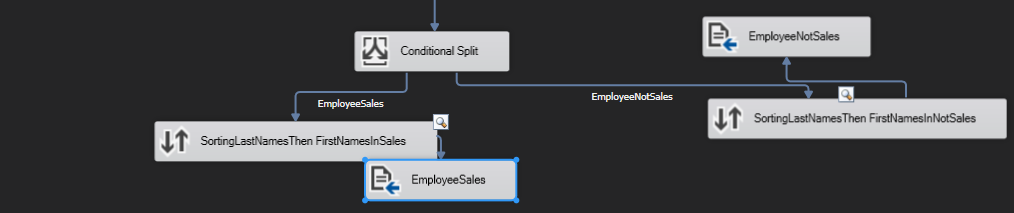 EmployeeNotSales
Conditional Split
EmployeeSales
EmployeeNotSales
SortingLastNamesThen FirstNamesInNotSales
SortingLastNamesThen FirstNamesInSales
EmployeeSales